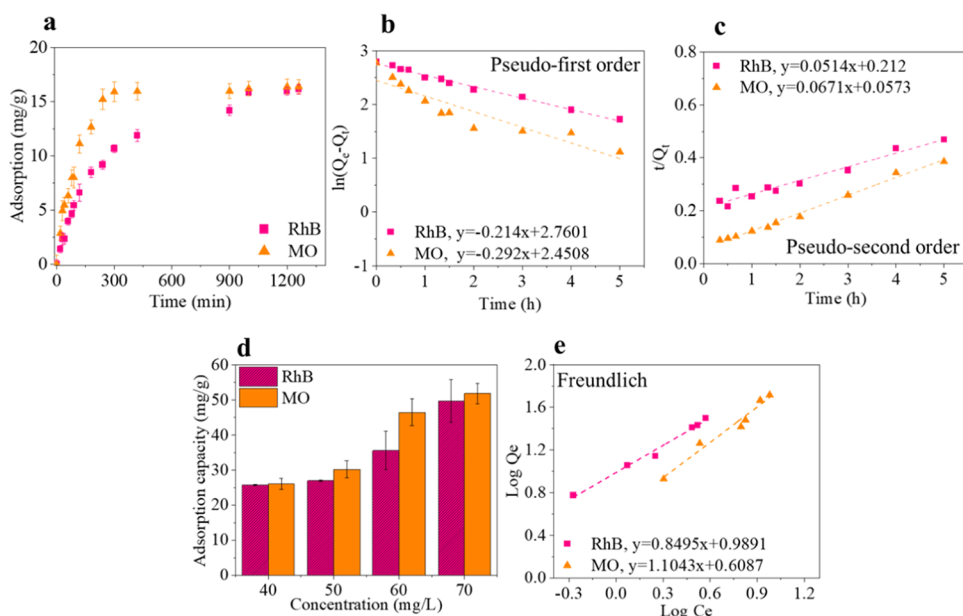 a
20
15
10
5
0
Adsorption (mg/g)
RhB
MO
0 300 600 900 1200
Time (min)
b
3
2
1
0
-1
ln(Qe-Qt)
Pseudo-first order
RhB, y=-0.214x+2.7601
MO, y=-0.292x+2.4508
0 1 2 3 4 5
Time (h)
c
0.8
0.6
0.4
0.2
0.0
t/Qt
RhB, y=0.0514x+0.212
MO, y=0.0671x+0.0573
Pseudo-second order
0 1 2 3 4 5
Time (h)
d
60
50
40
30
20
10
0
Adsorption capacity (mg/g)
RhB
MO
40 50 60 70
Concentration (mg/L)
e
2.0
1.6
1.2
0.8
0.4
0.0
Log Qe
Freundlich
RhB, y=0.8495x+0.9891
MO, y=1.1043x+0.6087
-0.3 0.0 0.3 0.6 0.9 1.2
Log Ce